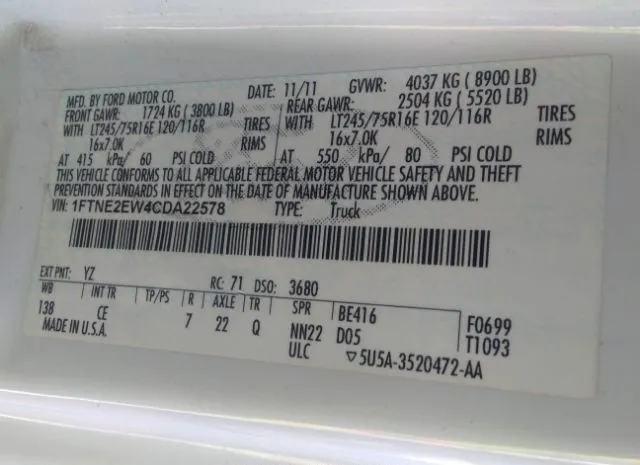 MFD. BY FORD MOTOR CO. DATE: 11/11 GVWR: 4037 KG ( 8900 LB)
FRONT GAWR: 1724 KG ( 3800 LB) REAR GAWR: 2504 KG ( 5520 LB)
WITH LT245/75R16E 120/116R TIRES WITH LT245/75R16E 120/116R TIRES
16x7.0K RIMS 16x7.0K RIMS
AT 415 kPa/ 60 PSI COLD AT 550 kPa/ 80 PSI COLD
THIS VEHICLE CONFORMS TO ALL APPLICABLE FEDERAL MOTOR VEHICLE SAFETY AND THEFT
PREVENTION STANDARDS IN EFFECT ON THE DATE OF MANUFACTURE SHOWN ABOVE.
VIN: 1FTNE2EW4CDA22578 TYPE: Truck
EXT PNT: YZ RC: 71 DSO: 3680
WB INT TR TP/PS R AXLE TR SPR BE416 F0699
138 CE 7 22 Q NN22 D05 T1093
MADE IN U.S.A. ULC ▽5U5A-3520472-AA